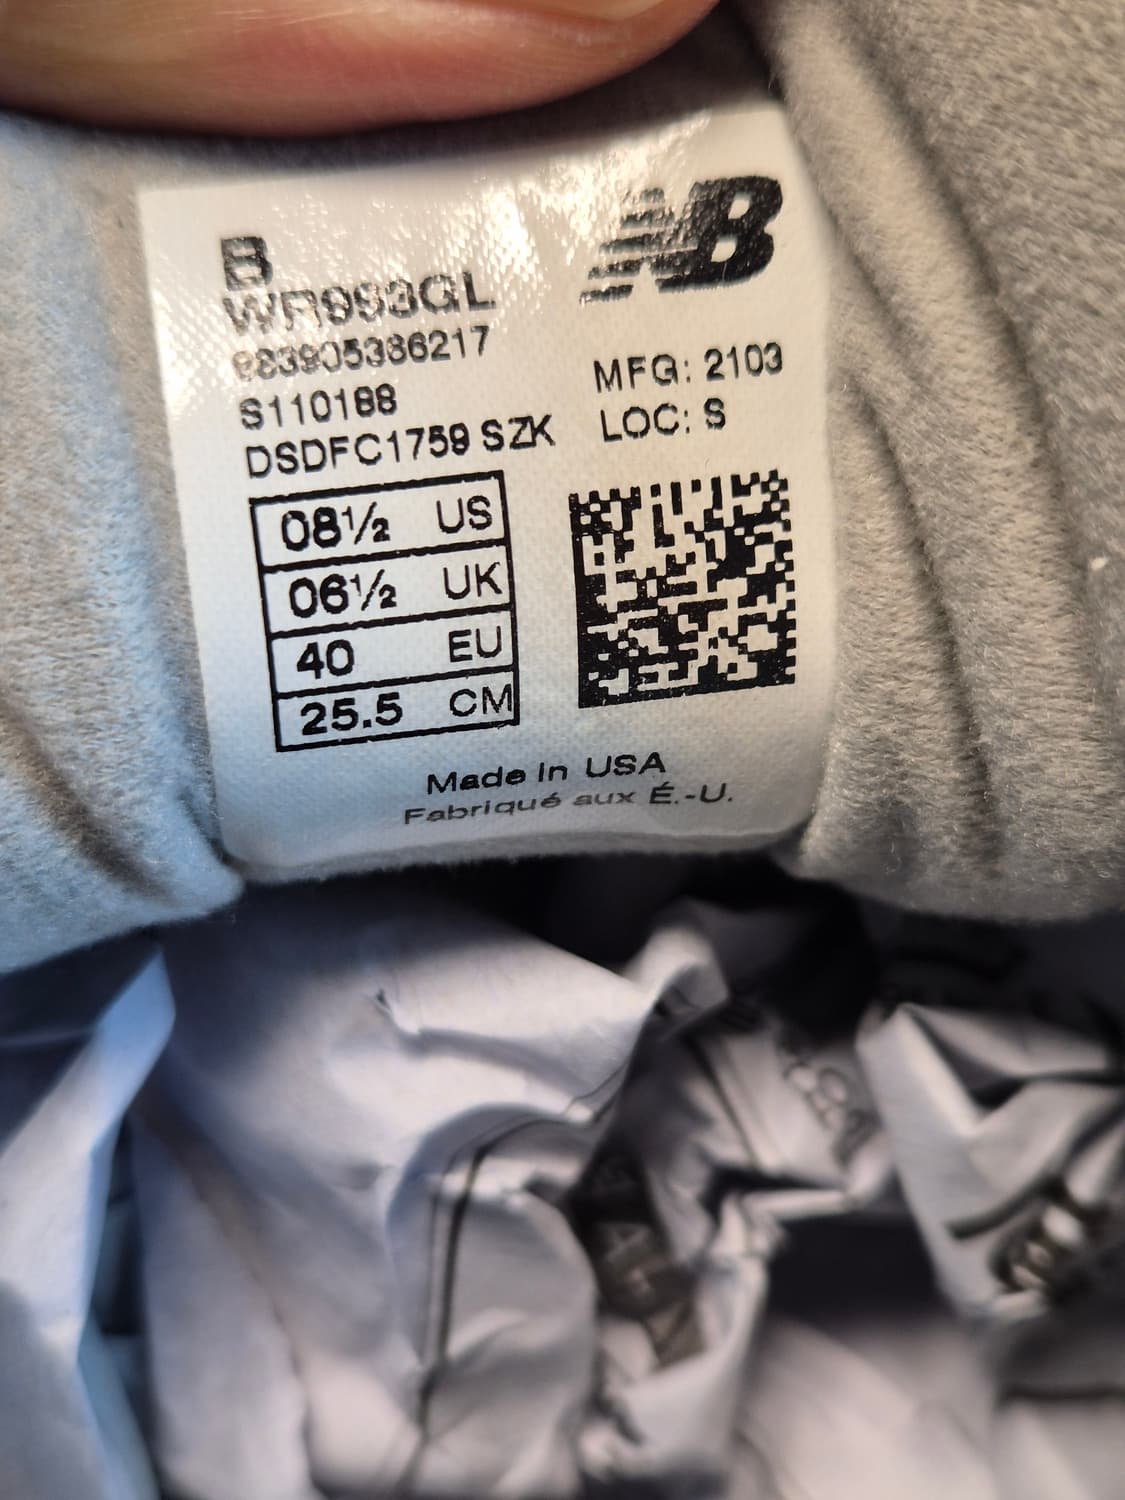 NB
B
WR993GL
S110188
DSDFC1759 SZK
MFG: 2103
LOC: S
08½ US
06½ UK
40 EU
25.5 CM
Made in USA
Fabriqué aux É.-U.